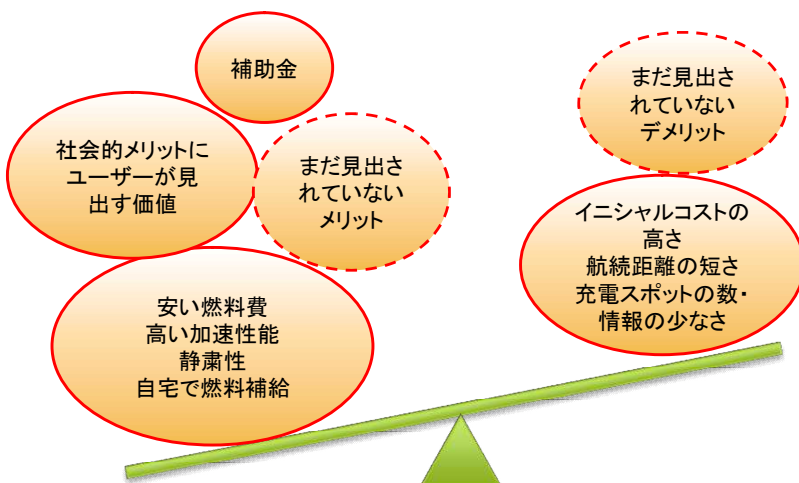 補助金
社会的メリットに
ユーザーが見
出す価値
まだ見出さ
れていない
メリット
安い燃料費
高い加速性能
静粛性
自宅で燃料補給
まだ見出さ
れていない
デメリット
イニシャルコストの
高さ
航続距離の短さ
充電スポットの数・
情報の少なさ